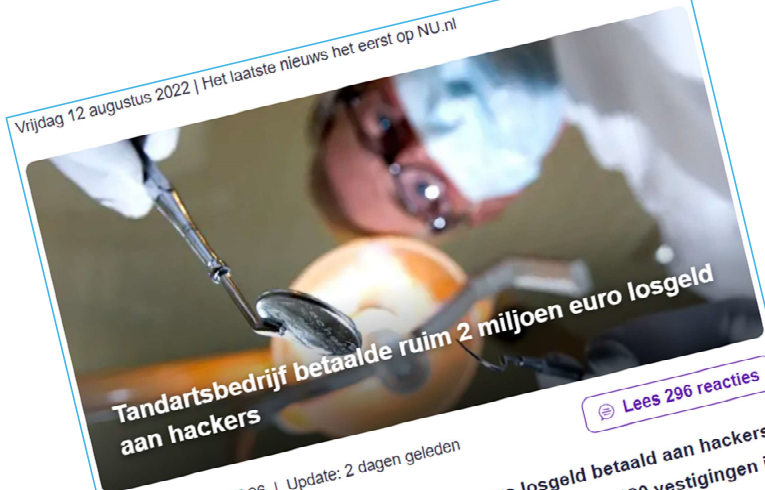 Vrijdag 12 augustus 2022 | Het laatste nieuws het eerst op NU.nl
Tandartsbedrijf betaalde ruim 2 miljoen euro losgeld
aan hackers
Lees 296 reacties
| Update: 2 dagen geleden
losgeld betaald aan hackers
vestigingen